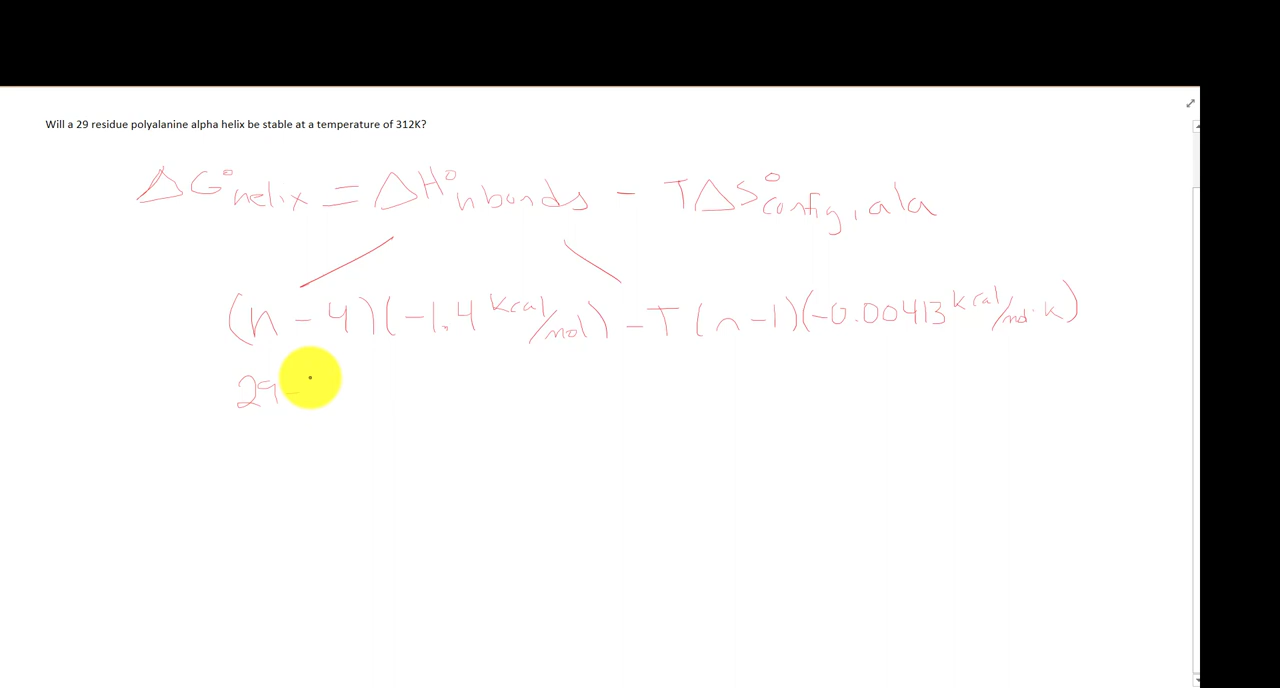 Will a 29 residue polyalanine alpha helix be stable at a temperature of 312K?
ΔG°helix = ΔH°hbonds - TΔS°config, ala
(n-4)(-1.4 kcal/mol) - T(n-1)(-0.00413 kcal/mol·K)
29-